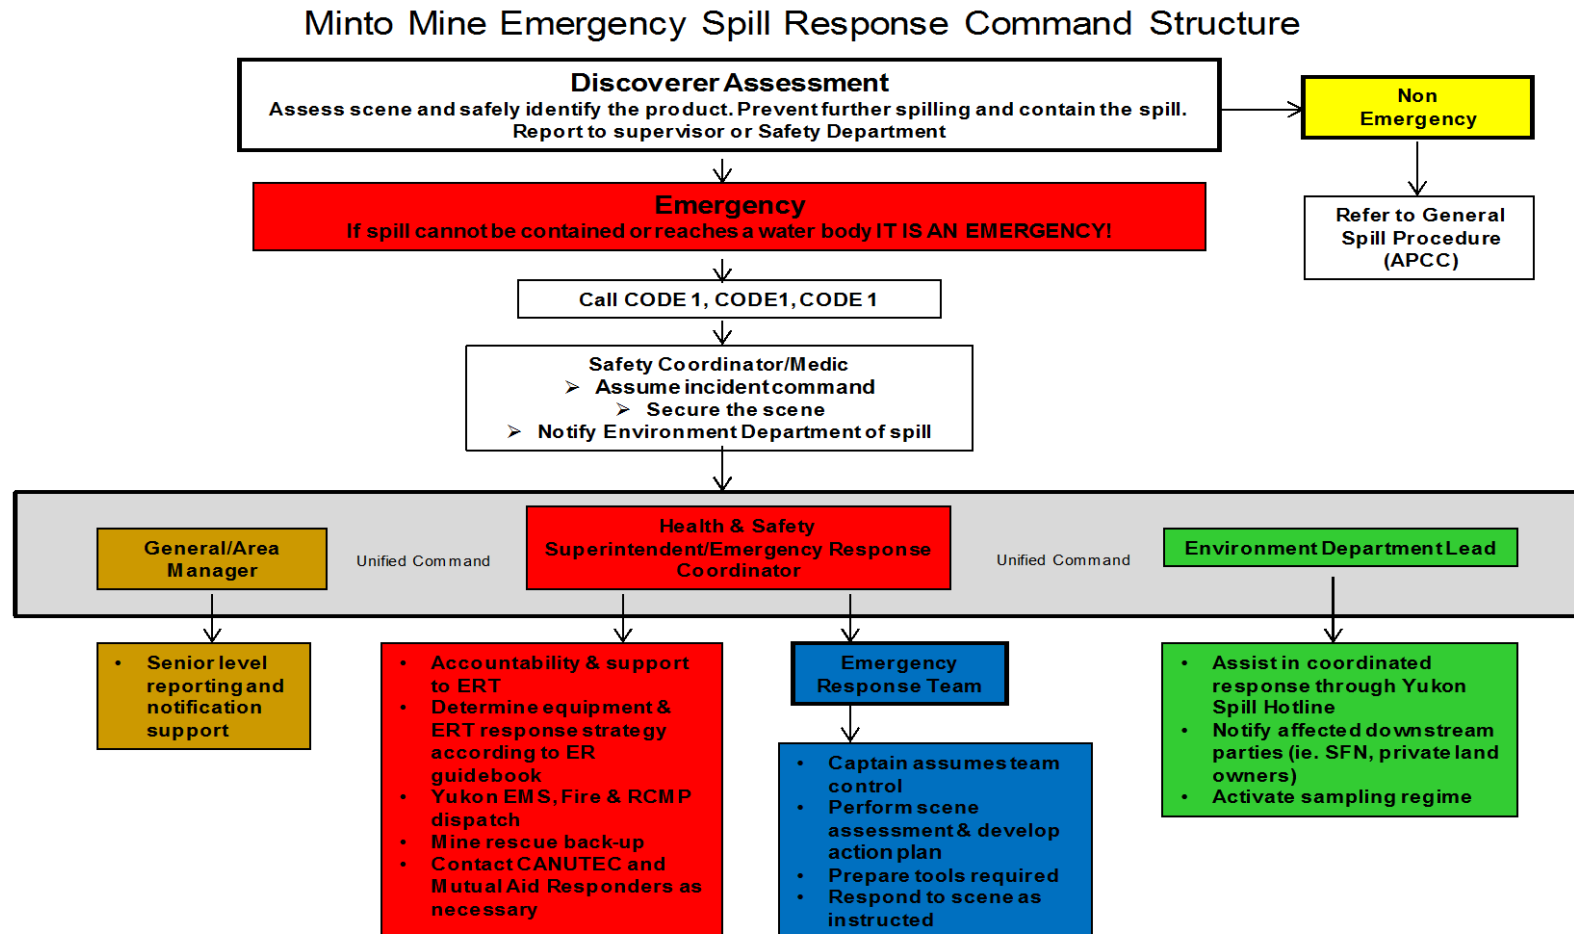 Minto Mine Emergency Spill Response Command Structure
Discoverer Assessment
Assess scene and safely identify the product. Prevent further spilling and contain the spill.
Report to supervisor or Safety Department
Non
Emergency
Emergency
If spill cannot be contained or reaches a water body IT IS AN EMERGENCY!
Refer to General
Spill Procedure
(APCC)
Call CODE 1, CODE1, CODE 1
Safety Coordinator/Medic
➢ Assume incident command
➢ Secure the scene
➢ Notify Environment Department of spill
General/Area
Manager
Unified Command
Health & Safety
Superintendent/Emergency Response
Coordinator
Unified Command
Environment Department Lead
• Senior level
reporting and
notification
support
• Accountability & support
to ERT
• Determine equipment &
ERT response strategy
according to ER
guidebook
• Yukon EMS, Fire & RCMP
dispatch
• Mine rescue back-up
• Contact CANUTEC and
Mutual Aid Responders as
necessary
Emergency
Response Team
• Captain assumes team
control
• Perform scene
assessment & develop
action plan
• Prepare tools required
• Respond to scene as
instructed
• Assist in coordinated
response through Yukon
Spill Hotline
• Notify affected downstream
parties (ie. SFN, private land
owners)
• Activate sampling regime